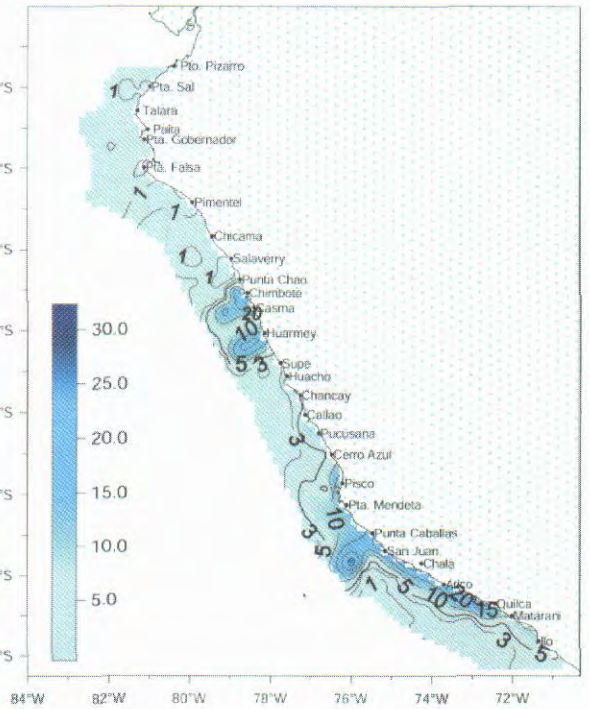 Pto. Pizarro
°S
1
Pta. Sal
Talara
Paita
Pta. Gobernador
°S
Pta. Falsa
1
1
Pimentel
Chicama
°S
1
Salaverry
1
Punta Chao
Chimbote
20
Casma
30.0
10
Huarmey
°S
5
3
Supe
Huacho
25.0
Chancay
°S
Callao
20.0
3
Pucusana
Cerro Azul
15.0
Pisco
°S
Pta. Mendeta
10
3
Punta Caballas
10.0
5
San Juan
Chala
°S
1
5
Atico
10
20
15
Quilca
5.0
Matarani
3
Ilo
°S
5
84°W
82°W
80°W
78°W
76°W
74°W
72°W